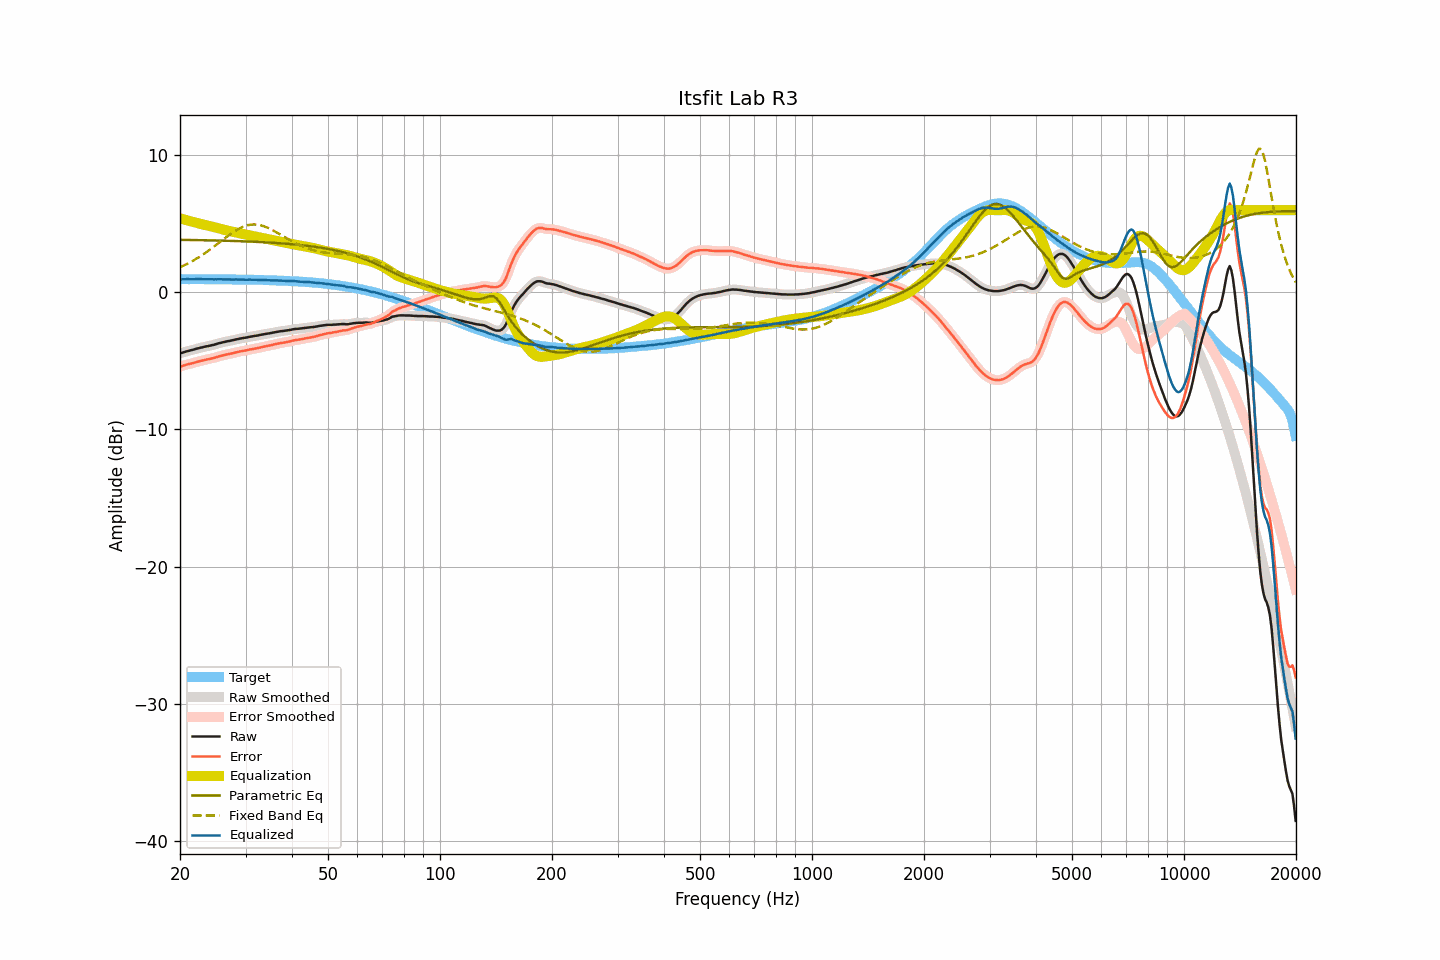 Itsfit Lab R3
Amplitude (dBr)
10
0
−10
−20
−30
−40
Target
Raw Smoothed
Error Smoothed
Raw
Error
Equalization
Parametric Eq
Fixed Band Eq
Equalized
20 50 100 200 500 1000 2000 5000 10000 20000
Frequency (Hz)